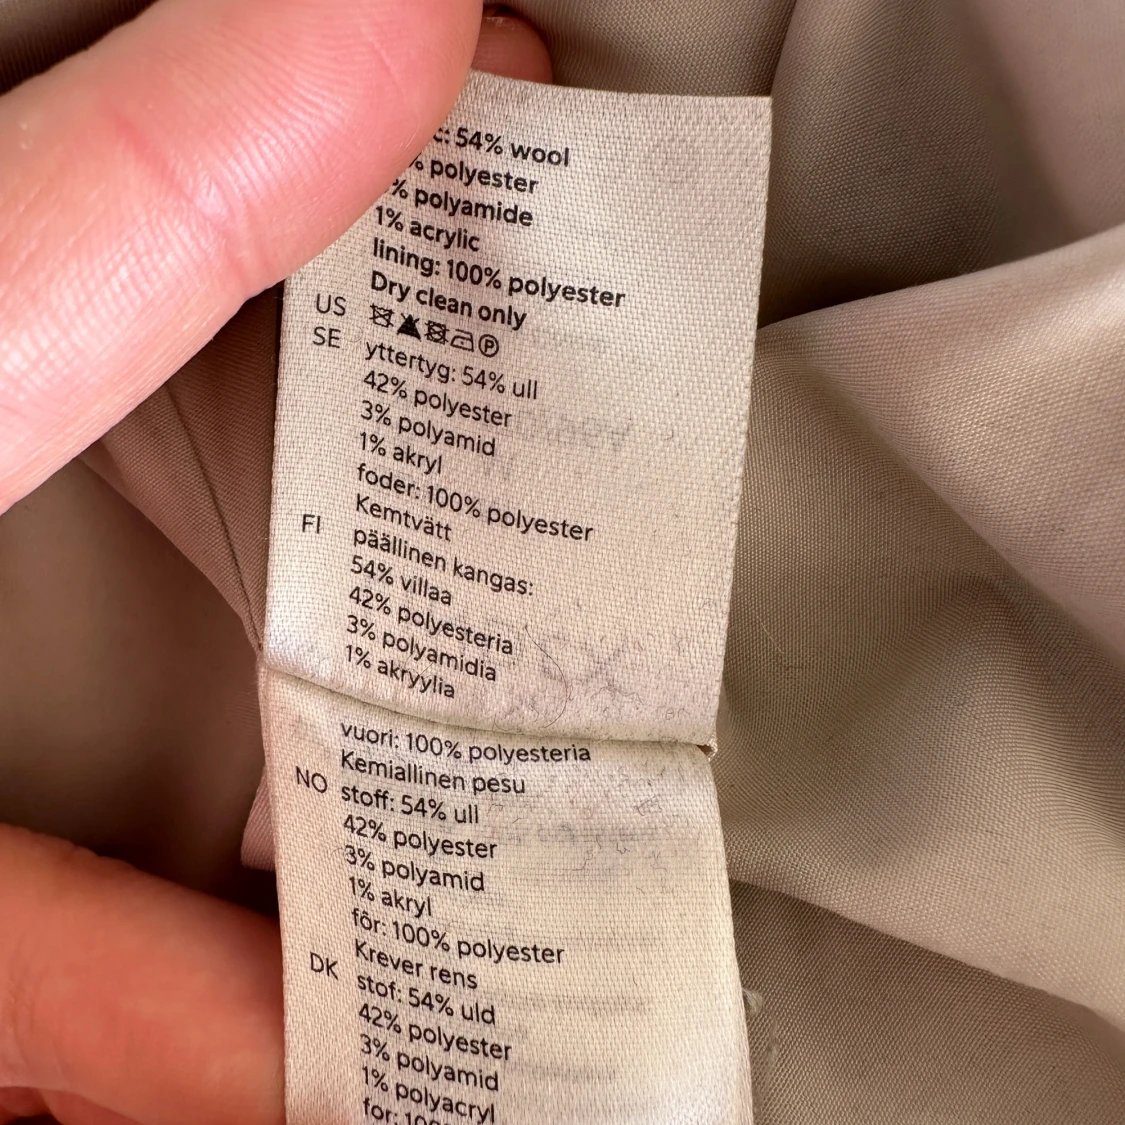 54% wool
% polyester
% polyamide
1% acrylic
lining: 100% polyester
Dry clean only
US
P
SE yttertyg: 54% ull
42% polyester
3% polyamid
1% akryl
foder: 100% polyester
Kemtvätt
FI päällinen kangas:
54% villaa
42% polyesteria
3% polyamidia
1% akryylia
vuori: 100% polyesteria
Kemiallinen pesu
NO stoff: 54% ull
42% polyester
3% polyamid
1% akryl
fôr: 100% polyester
Krever rens
DK stof: 54% uld
42% polyester
3% polyamid
1% polyacryl
for: